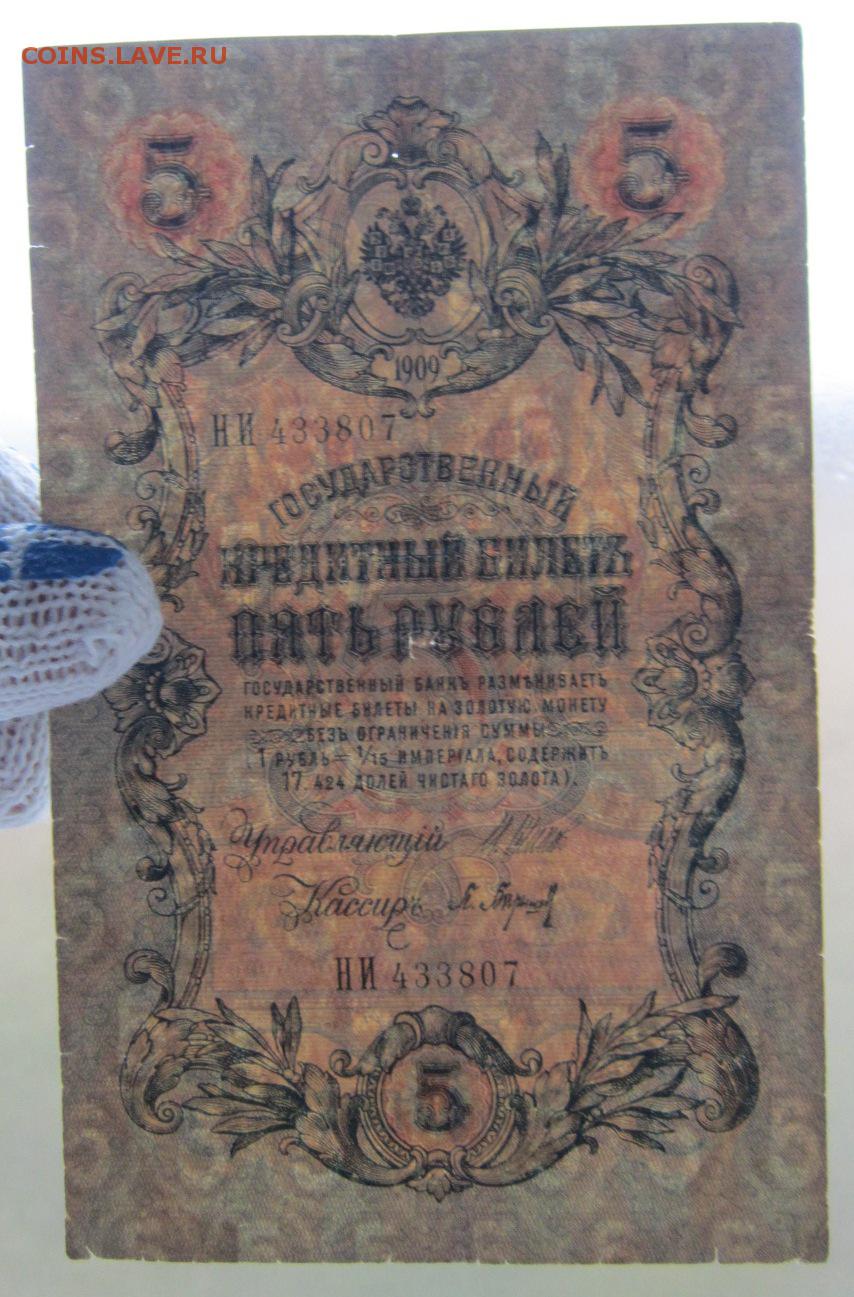 COINS.LAVE.RU
5 5
1909
НИ 433807
ГОСУДАРСТВЕННЫЙ
КРЕДИТНЫЙ БИЛЕТЪ
ПЯТЬ РУБЛЕЙ
ГОСУДАРСТВЕННЫЙ БАНКЪ РАЗМѢНИВАЕТЪ
КРЕДИТНЫЕ БИЛЕТЫ НА ЗОЛОТУЮ МОНЕТУ
БЕЗЪ ОГРАНИЧЕНІЯ СУММЫ
(1 РУБЛЬ = 1/15 ИМПЕРІАЛА, СОДЕРЖИТЪ
17, 424 ДОЛЕЙ ЧИСТАГО ЗОЛОТА).
Управляющій
Кассиръ
НИ 433807
5